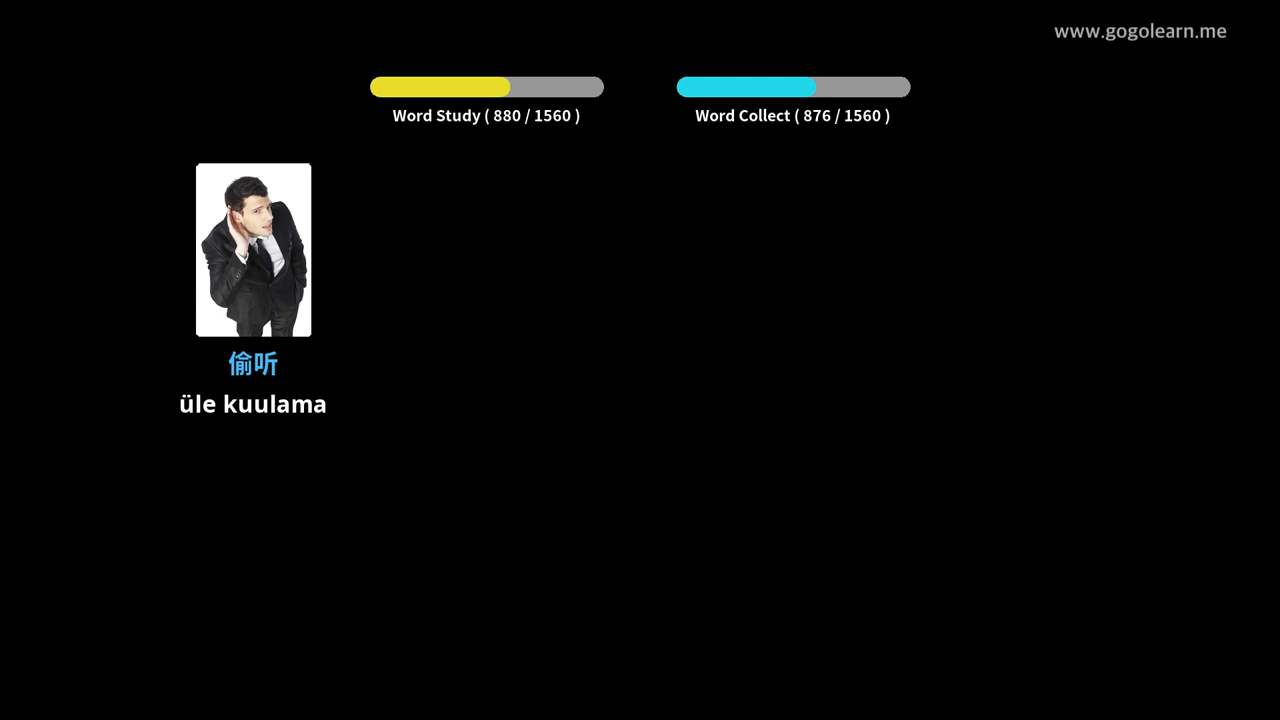 www.gogolearn.me
Word Study ( 880 / 1560 )
Word Collect ( 876 / 1560 )
偷听
üle kuulama